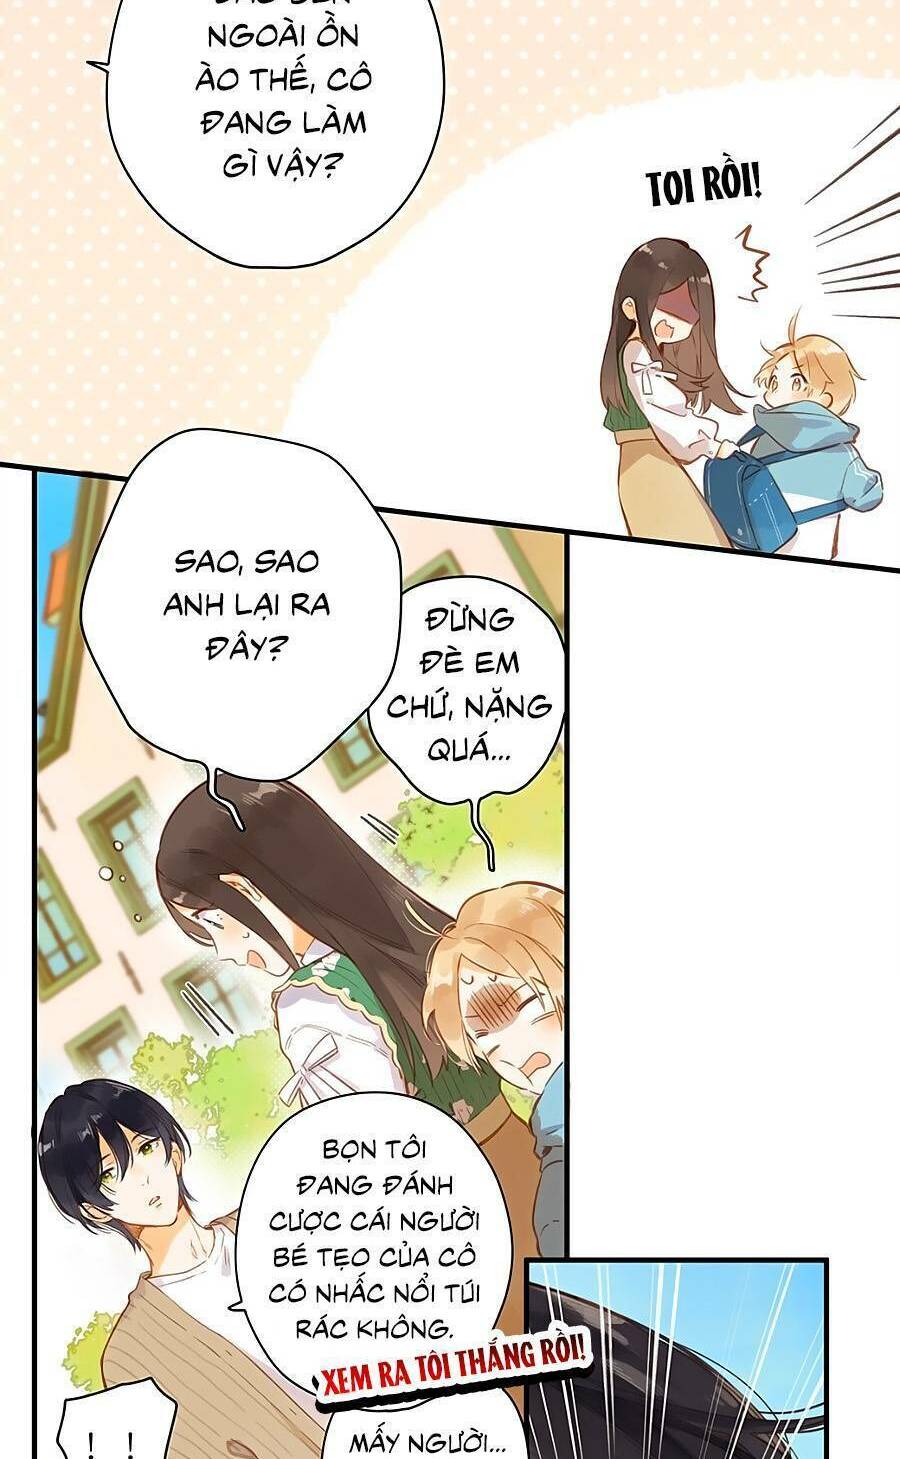 NGOÀI ỒN
ÀO THẾ, CÔ
ĐANG LÀM
GÌ VẬY?
TOI RỒI!
SAO, SAO
ANH LẠI RA
ĐÂY?
ĐỪNG
ĐÈ EM
CHỨ, NẶNG
QUÁ...
BỌN TÔI
ĐANG ĐÁNH
CƯỢC CÁI NGƯỜI
BÉ TẸO CỦA CÔ
CÓ NHẤC NỔI TÚI
RÁC KHÔNG.
XEM RA TÔI THẮNG RỒI!
! !
MẤY NGƯỜI...